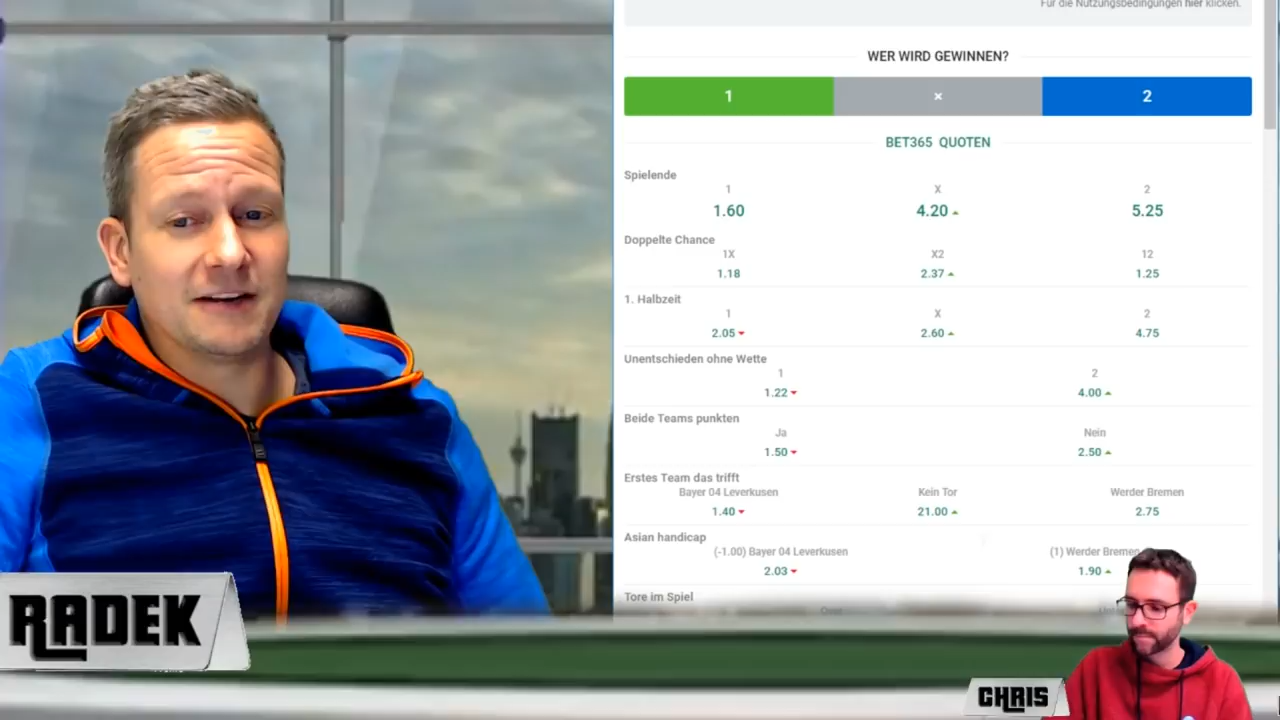 Für die Nutzungsbedingungen hier klicken.
WER WIRD GEWINNEN?
1 × 2
BET365 QUOTEN
Spielende
1 X 2
1.60 4.20 5.25
Doppelte Chance
1X X2 12
1.18 2.37 1.25
1. Halbzeit
1 X 2
2.05 2.60 4.75
Unentschieden ohne Wette
1 2
1.22 4.00
Beide Teams punkten
Ja Nein
1.50 2.50
Erstes Team das trifft
Bayer 04 Leverkusen Kein Tor Werder Bremen
1.40 21.00 2.75
Asian handicap
(-1.00) Bayer 04 Leverkusen (1) Werder Bremen
2.03 1.90
Tore im Spiel
Over
RADEK
CHRIS